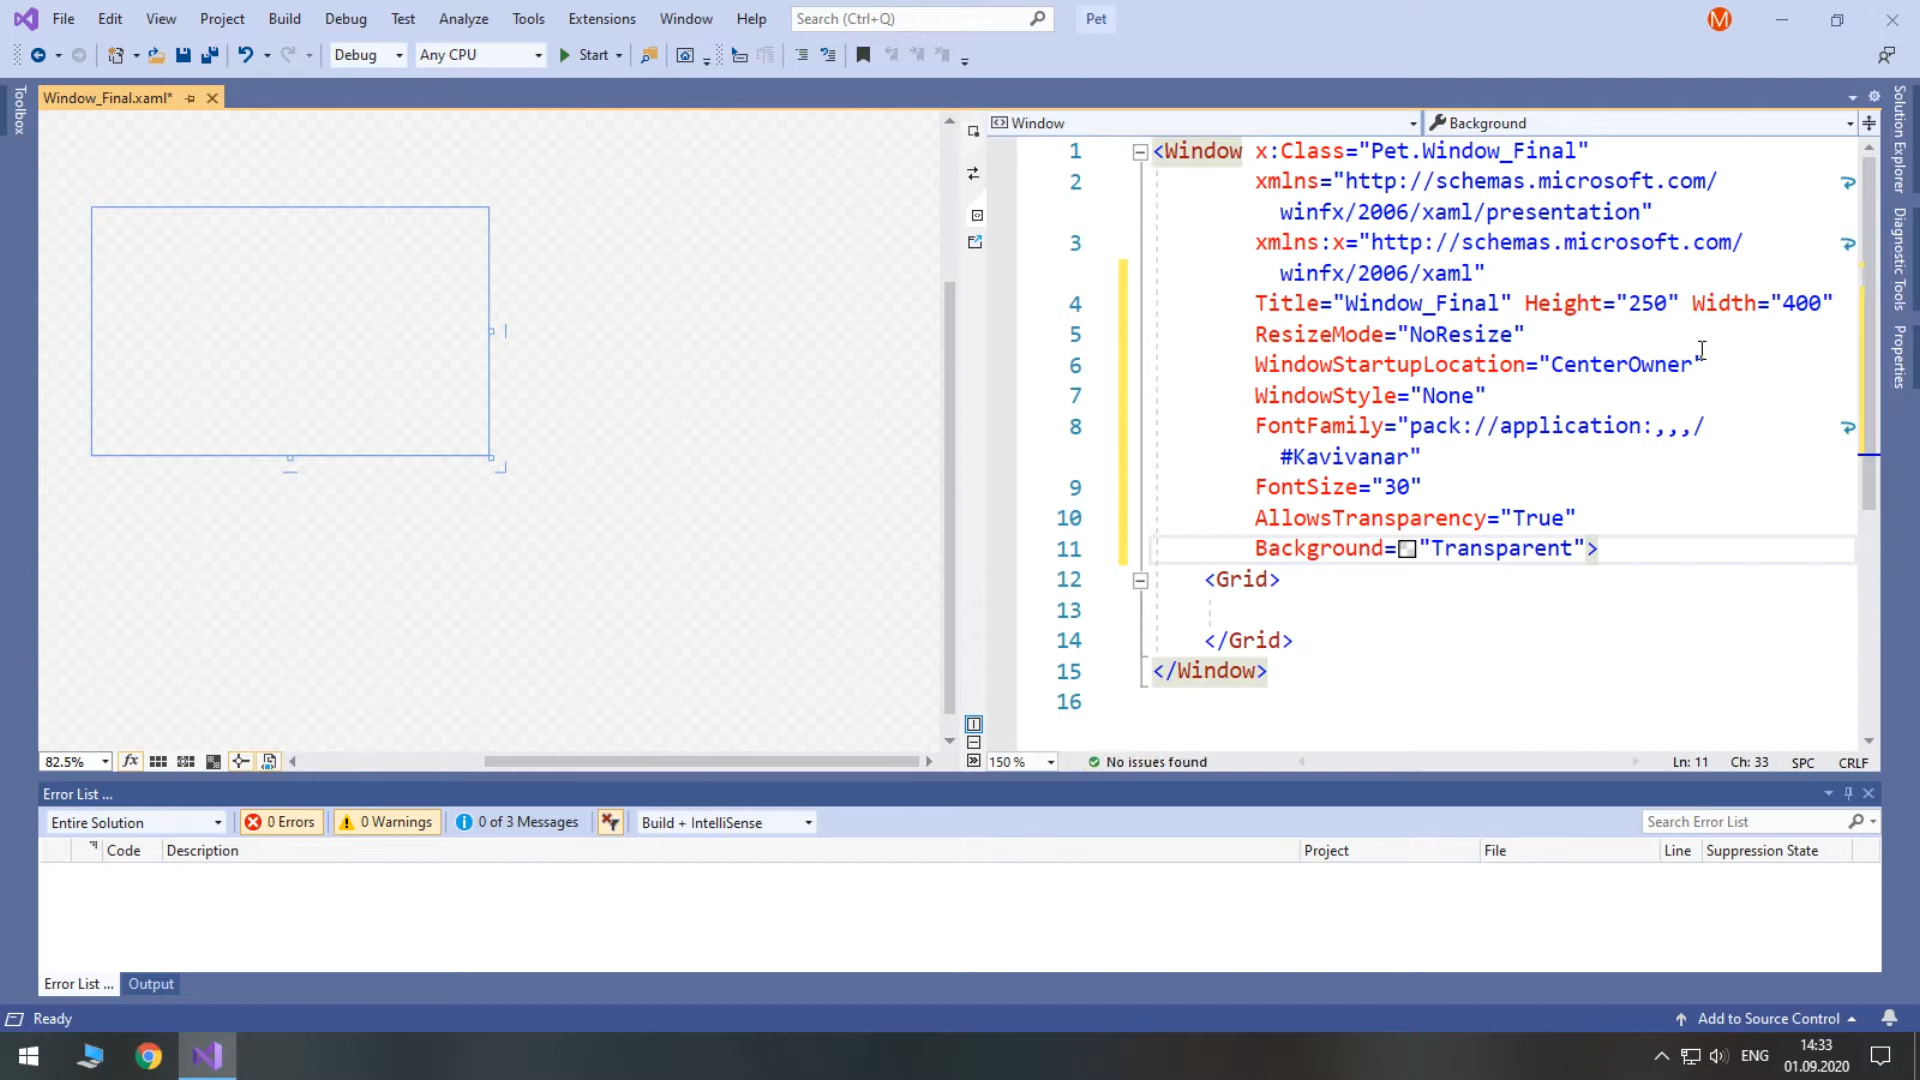 File Edit View Project Build Debug Test Analyze Tools Extensions Window Help Search (Ctrl+Q) Pet M
Debug Any CPU Start
Toolbox
Window_Final.xaml*
Window Background
1 <Window x:Class="Pet.Window_Final"
2 xmlns="http://schemas.microsoft.com/
winfx/2006/xaml/presentation"
3 xmlns:x="http://schemas.microsoft.com/
winfx/2006/xaml"
4 Title="Window_Final" Height="250" Width="400"
5 ResizeMode="NoResize"
6 WindowStartupLocation="CenterOwner"
7 WindowStyle="None"
8 FontFamily="pack://application:,,,/
#Kavivanar"
9 FontSize="30"
10 AllowsTransparency="True"
11 Background="Transparent">
12 <Grid>
13
14 </Grid>
15 </Window>
16
Solution Explorer
Diagnostic Tools
Properties
82.5% fx
150 % No issues found Ln: 11 Ch: 33 SPC CRLF
Error List ...
Entire Solution 0 Errors 0 Warnings 0 of 3 Messages Build + IntelliSense Search Error List
Code Description Project File Line Suppression State
Error List ... Output
Ready Add to Source Control
ENG 14:33
01.09.2020